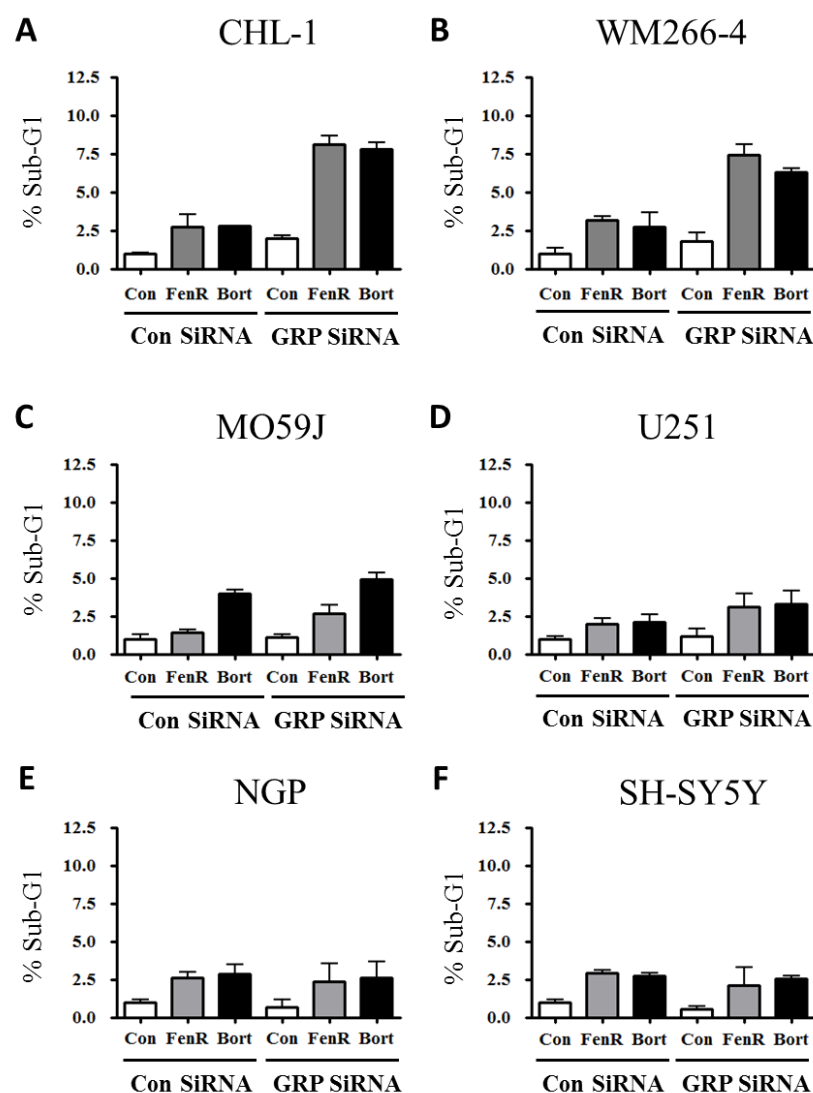 A CHL-1
% Sub-G1
12.5
10.0
7.5
5.0
2.5
0.0
Con FenR Bort Con FenR Bort
Con SiRNA GRP SiRNA
B WM266-4
% Sub-G1
12.5
10.0
7.5
5.0
2.5
0.0
Con FenR Bort Con FenR Bort
Con SiRNA GRP SiRNA
C MO59J
% Sub-G1
12.5
10.0
7.5
5.0
2.5
0.0
Con FenR Bort Con FenR Bort
Con SiRNA GRP SiRNA
D U251
% Sub-G1
12.5
10.0
7.5
5.0
2.5
0.0
Con FenR Bort Con FenR Bort
Con SiRNA GRP SiRNA
E NGP
% Sub-G1
12.5
10.0
7.5
5.0
2.5
0.0
Con FenR Bort Con FenR Bort
Con SiRNA GRP SiRNA
F SH-SY5Y
% Sub-G1
12.5
10.0
7.5
5.0
2.5
0.0
Con FenR Bort Con FenR Bort
Con SiRNA GRP SiRNA